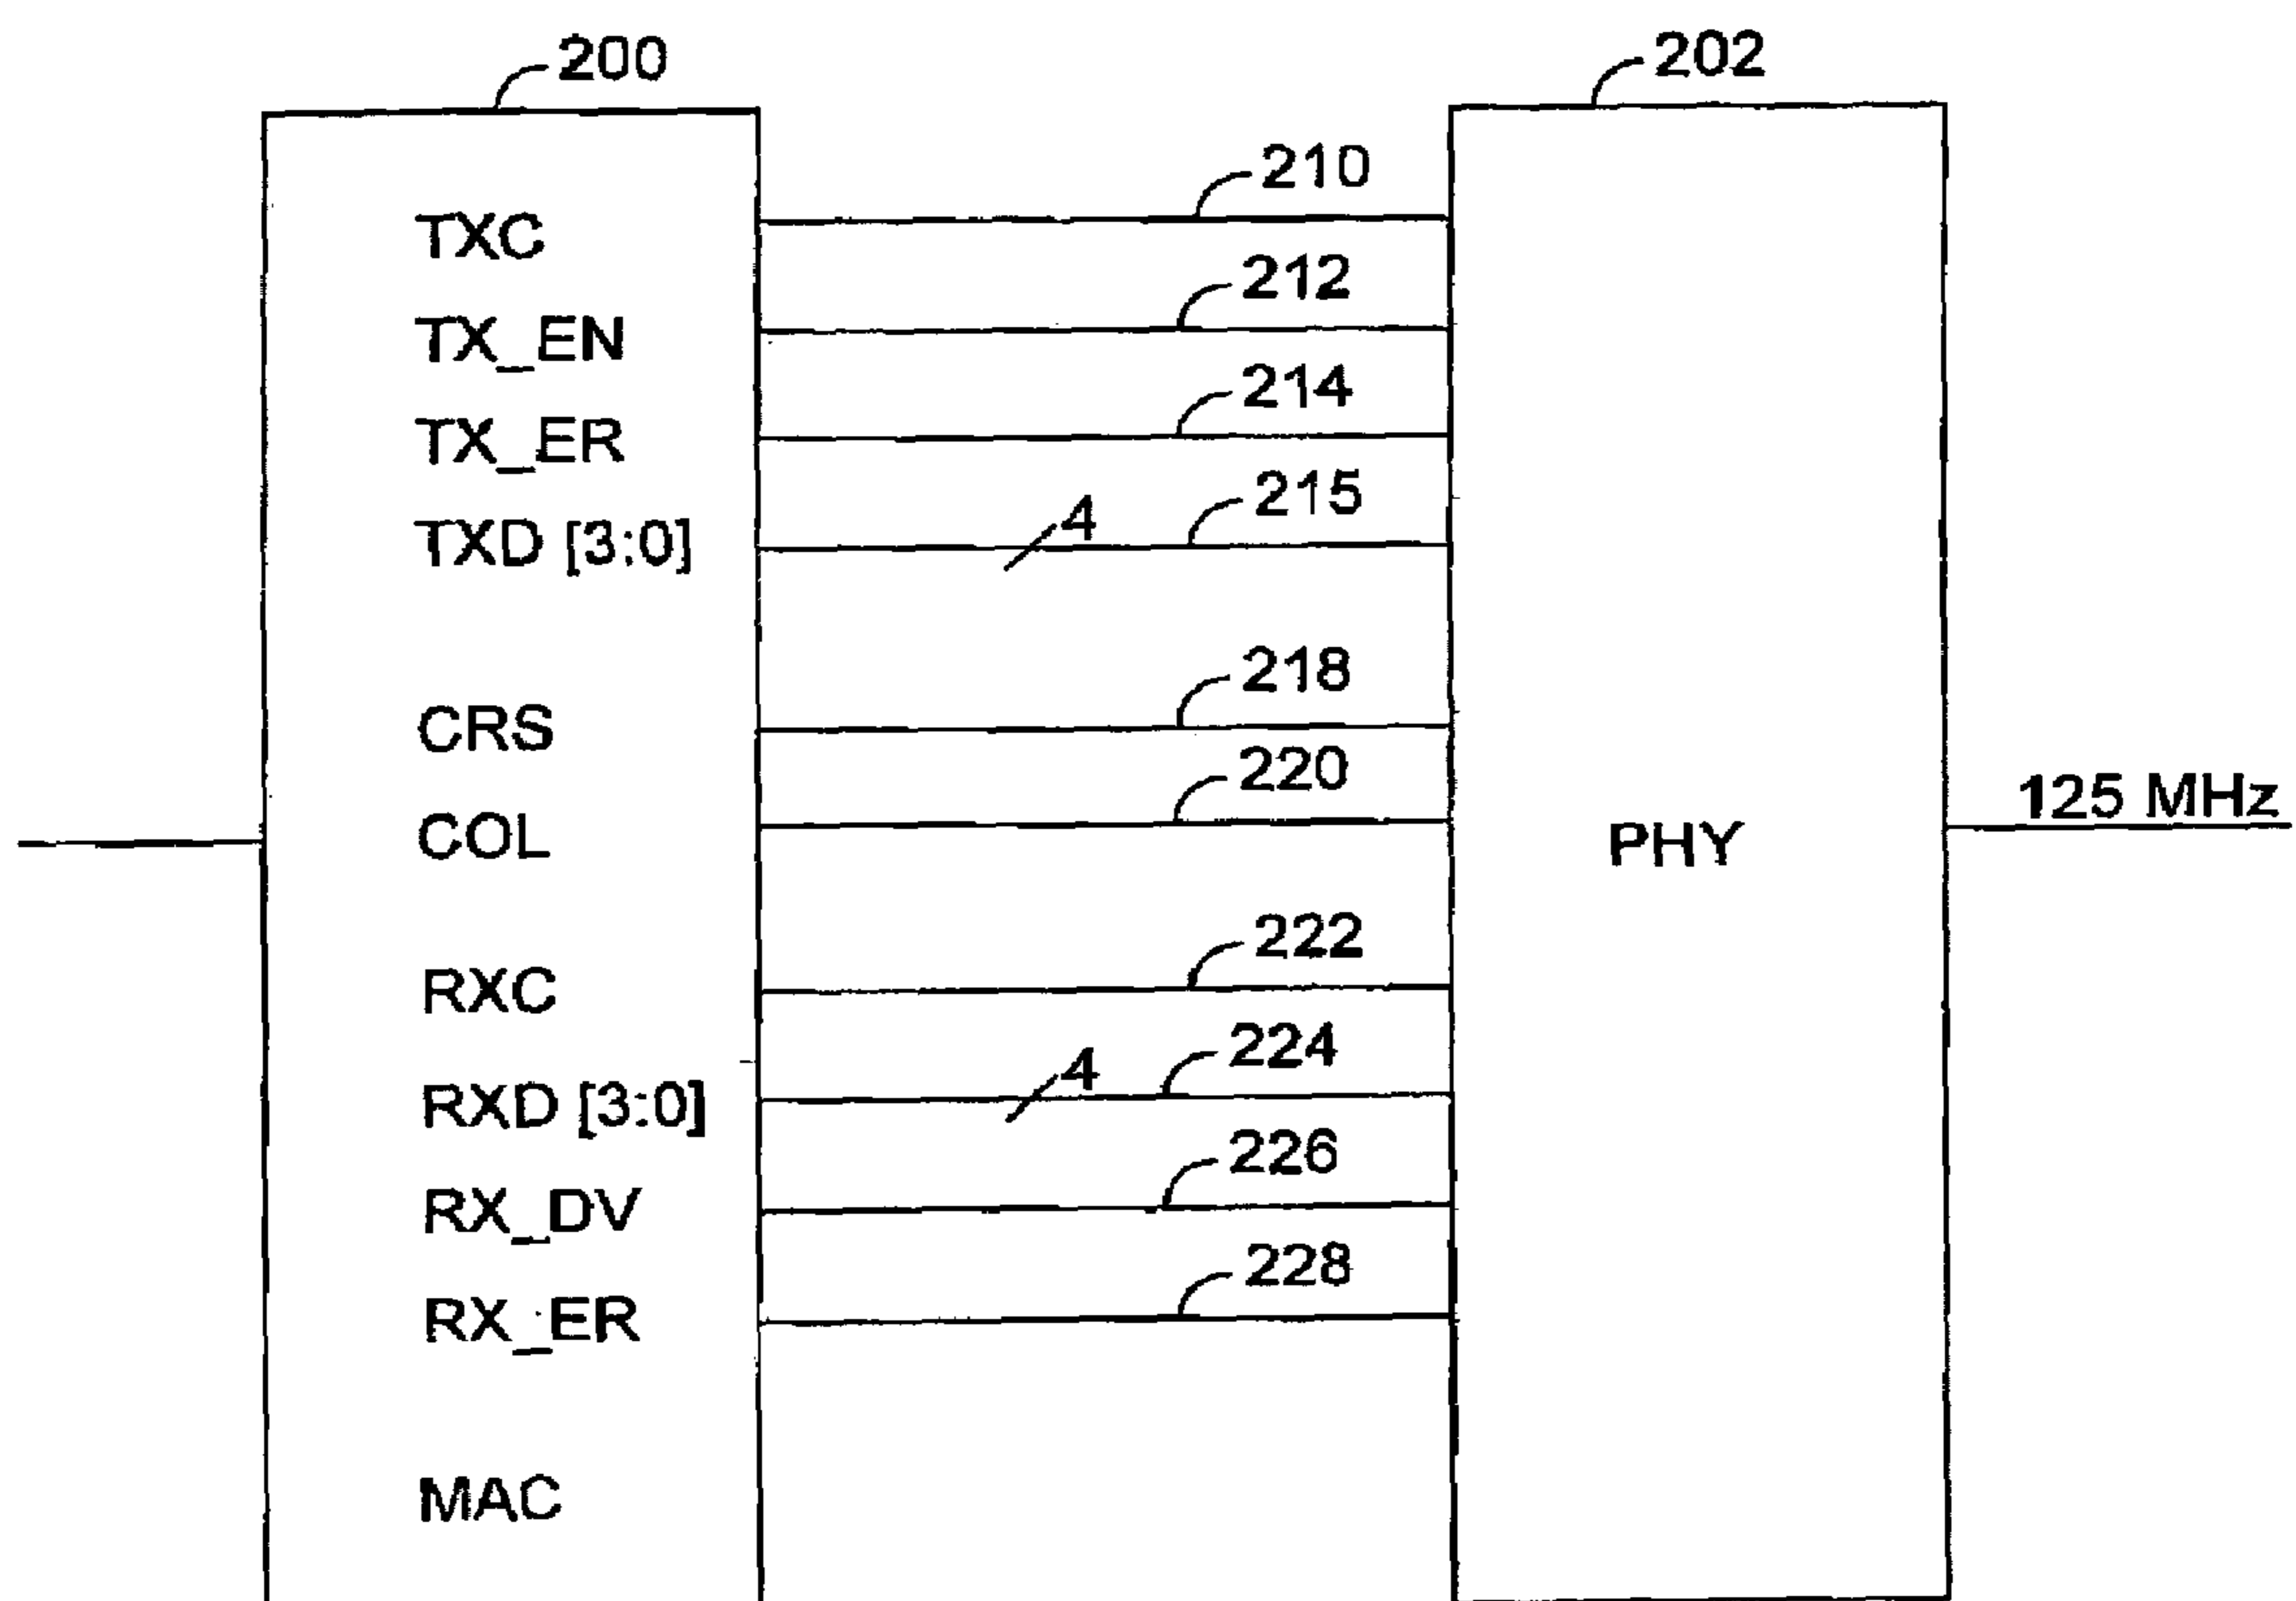 200
202
210
TXC
212
TX_EN
214
TX_ER
215
TXD [3:0]
4
218
CRS
220
COL
125 MHz
PHY
222
RXC
224
RXD [3:0]
4
226
RX_DV
228
RX_ER
MAC